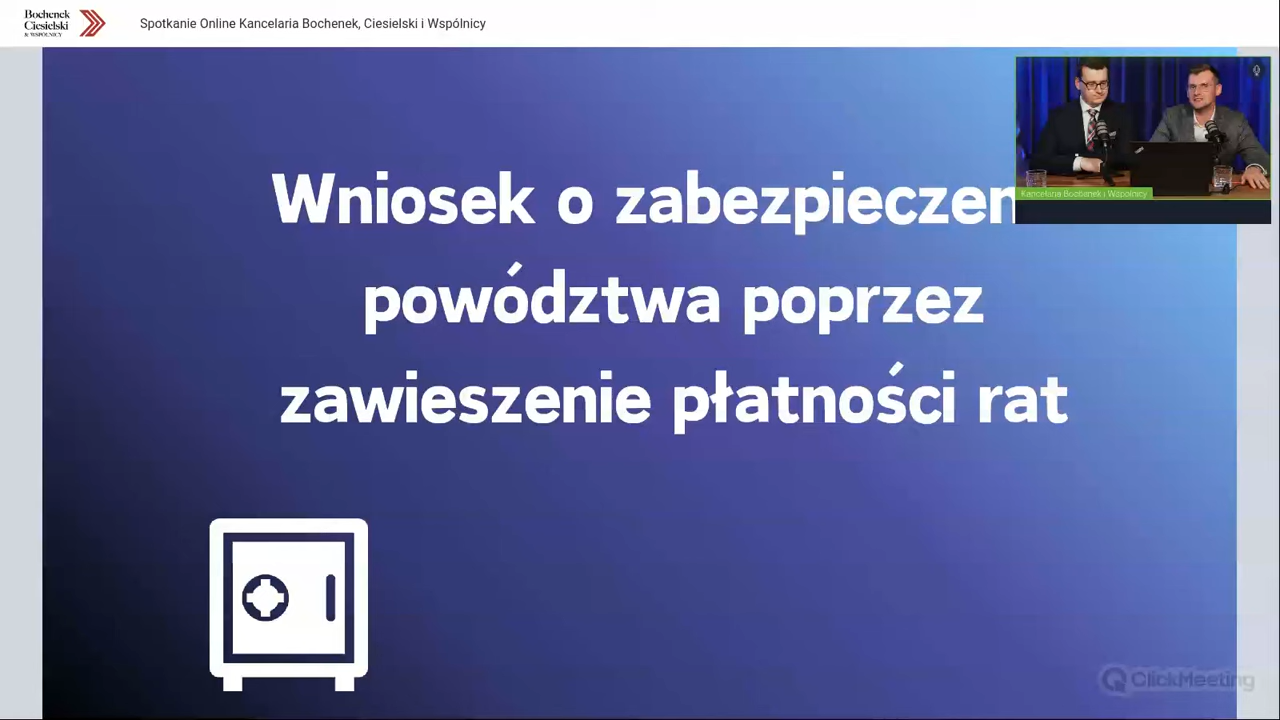 Bochenek
Ciesielski
& WSPÓLNICY
Spotkanie Online Kancelaria Bochenek, Ciesielski i Wspólnicy
Kancelaria Bochenek i Wspólnicy
Wniosek o zabezpieczen
powództwa poprzez
zawieszenie płatności rat
ClickMeeting